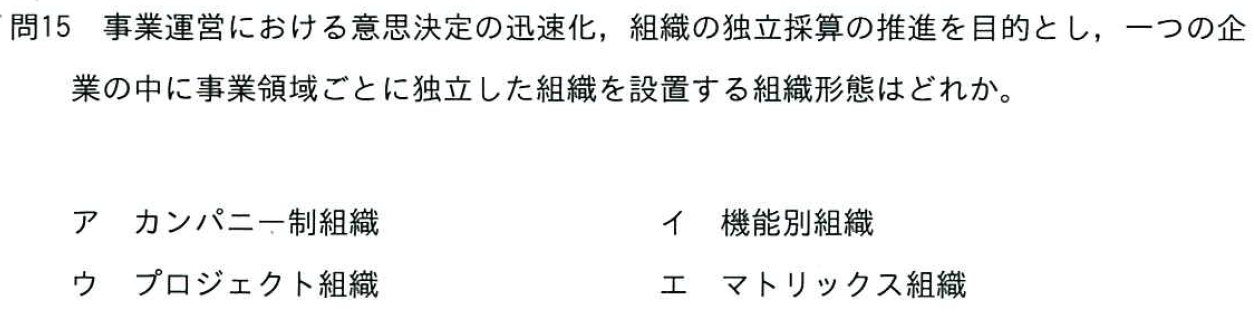 問15 事業運営における意思決定の迅速化，組織の独立採算の推進を目的とし，一つの企
業の中に事業領域ごとに独立した組織を設置する組織形態はどれか。
ア カンパニー制組織 イ 機能別組織
ウ プロジェクト組織 エ マトリックス組織